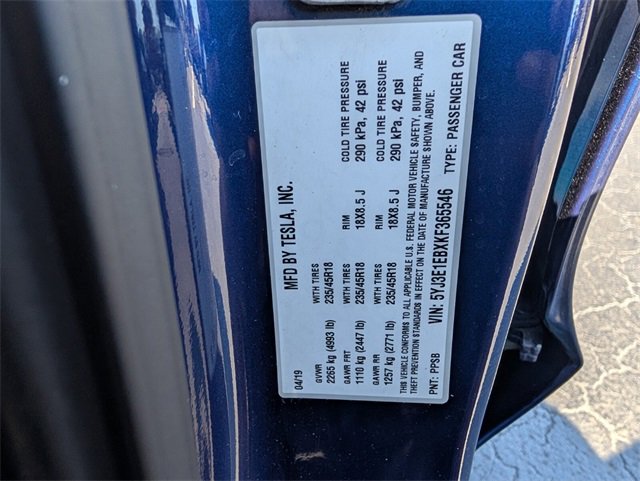 MFD BY TESLA, INC.
04/19
GVWR
2265 kg (4993 lb)
WITH TIRES
235/45R18
GAWR FRT
1110 kg (2447 lb)
WITH TIRES
235/45R18
RIM
18X8.5 J
COLD TIRE PRESSURE
290 kPa, 42 psi
GAWR RR
1257 kg (2771 lb)
WITH TIRES
235/45R18
RIM
18X8.5 J
COLD TIRE PRESSURE
290 kPa, 42 psi
THIS VEHICLE CONFORMS TO ALL APPLICABLE U.S. FEDERAL MOTOR VEHICLE SAFETY, BUMPER, AND
THEFT PREVENTION STANDARDS IN EFFECT ON THE DATE OF MANUFACTURE SHOWN ABOVE.
PNT: PPSB VIN: 5YJ3E1EBXKF365546 TYPE: PASSENGER CAR